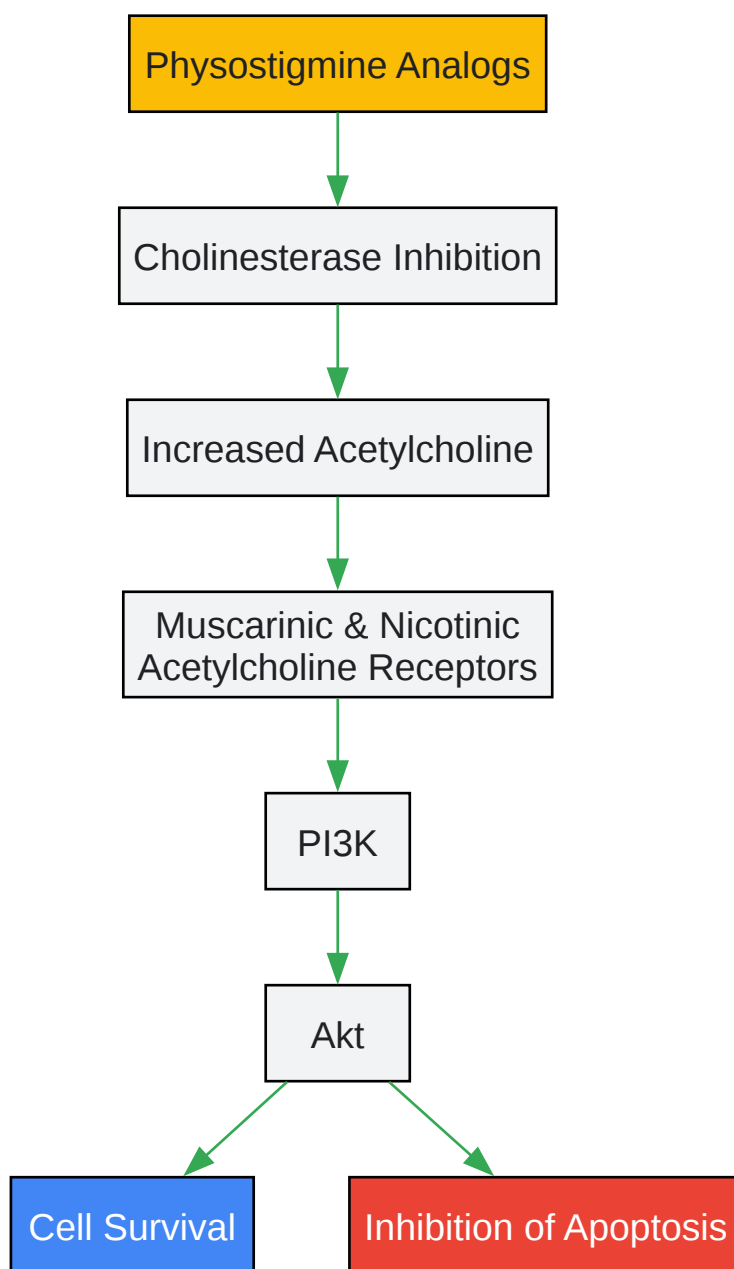 Physostigmine Analogs
Cholinesterase Inhibition
Increased Acetylcholine
Muscarinic & Nicotinic
Acetylcholine Receptors
PI3K
Akt
Cell Survival
Inhibition of Apoptosis